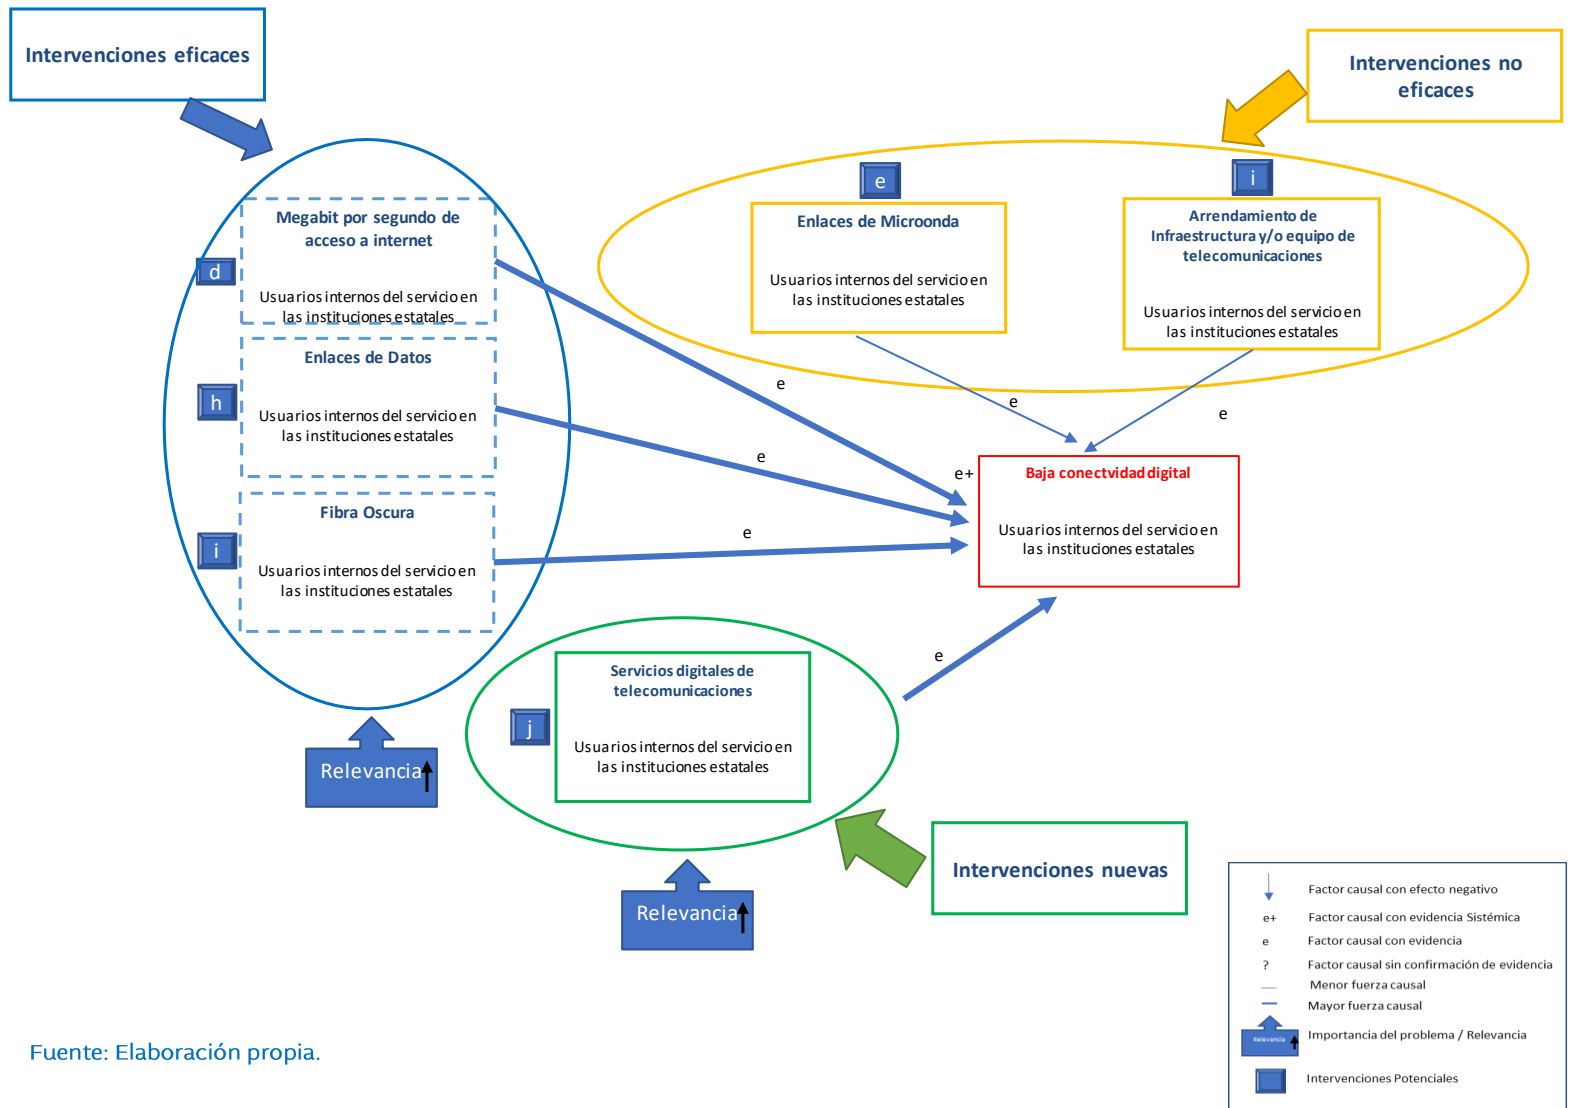 Intervenciones eficaces
Intervenciones no
eficaces
e
i
Megabit por segundo de
acceso a internet
d
Usuarios internos del servicio en
las instituciones estatales
Enlaces de Microonda
Usuarios internos del servicio en
las instituciones estatales
Arrendamiento de
Infraestructura y/o equipo de
telecomunicaciones
Usuarios internos del servicio en
las instituciones estatales
Enlaces de Datos
h
Usuarios internos del servicio en
las instituciones estatales
e
e
e
e
e+
Baja conectvidad digital
Usuarios internos del servicio en
las instituciones estatales
Fibra Oscura
i
Usuarios internos del servicio en
las instituciones estatales
e
e
Servicios digitales de
telecomunicaciones
j
Usuarios internos del servicio en
las instituciones estatales
Relevancia
Relevancia
Intervenciones nuevas
Factor causal con efecto negativo
e+ Factor causal con evidencia Sistémica
e Factor causal con evidencia
? Factor causal sin confirmación de evidencia
Menor fuerza causal
Mayor fuerza causal
Relevancia Importancia del problema / Relevancia
Intervenciones Potenciales
Fuente: Elaboración propia.